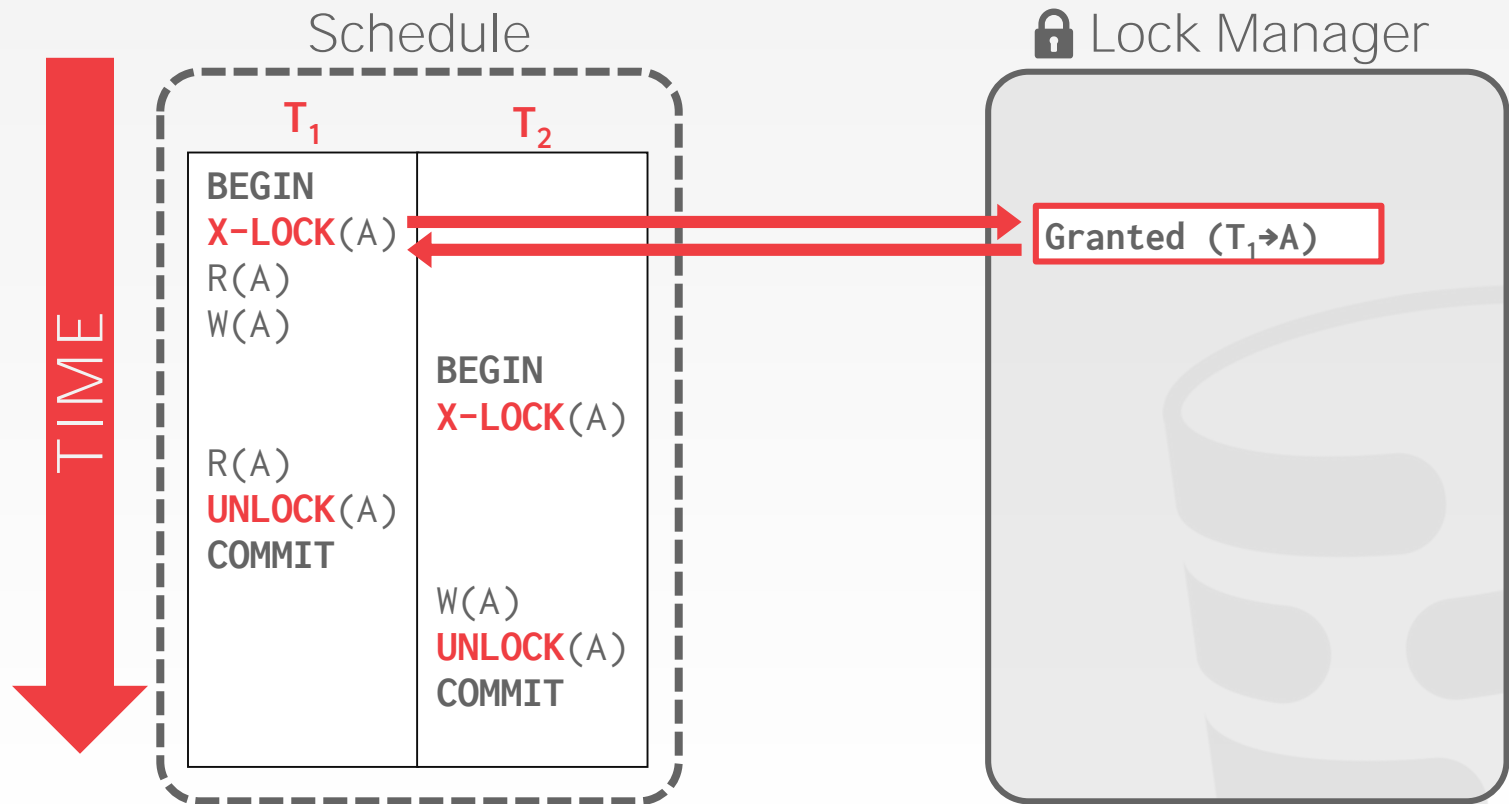 Schedule
Lock Manager
TIME
T1
T2
BEGIN
X-LOCK(A)
R(A)
W(A)
BEGIN
X-LOCK(A)
R(A)
UNLOCK(A)
COMMIT
W(A)
UNLOCK(A)
COMMIT
Granted (T1→A)